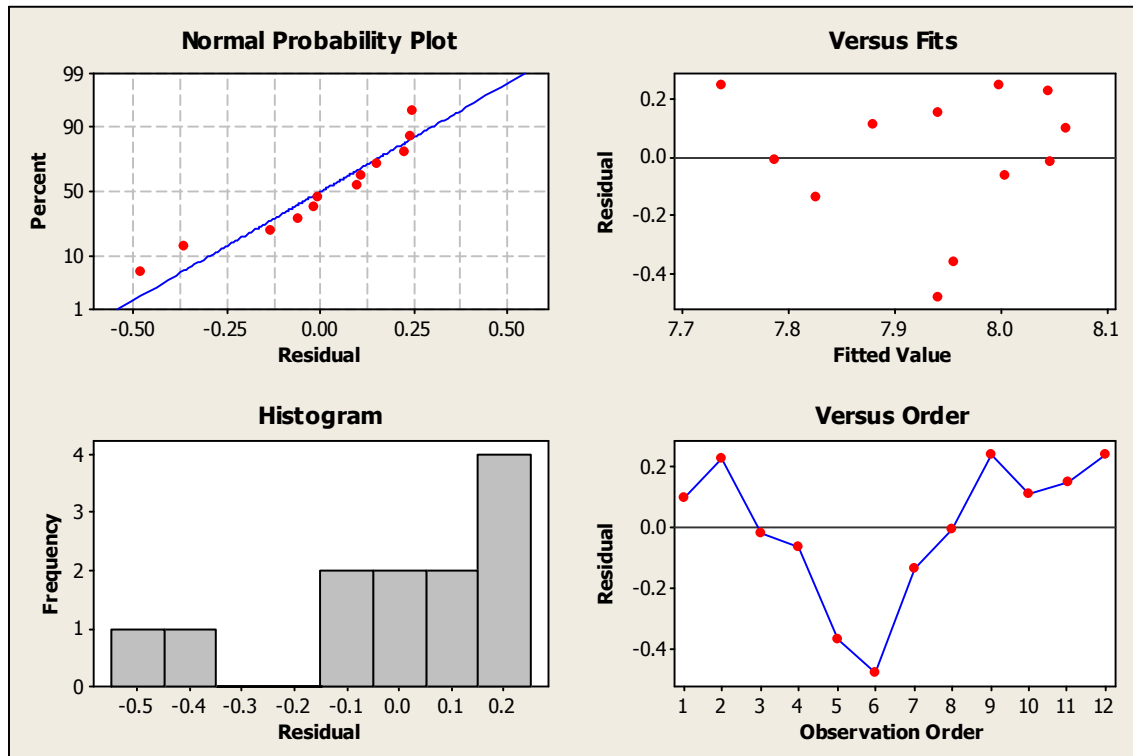 Normal Probability Plot
99
90
50
10
1
Percent
-0.50 -0.25 0.00 0.25 0.50
Residual
Versus Fits
0.2
0.0
-0.2
-0.4
Residual
7.7 7.8 7.9 8.0 8.1
Fitted Value
Histogram
4
3
2
1
0
Frequency
-0.5 -0.4 -0.3 -0.2 -0.1 0.0 0.1 0.2
Residual
Versus Order
0.2
0.0
-0.2
-0.4
Residual
1 2 3 4 5 6 7 8 9 10 11 12
Observation Order